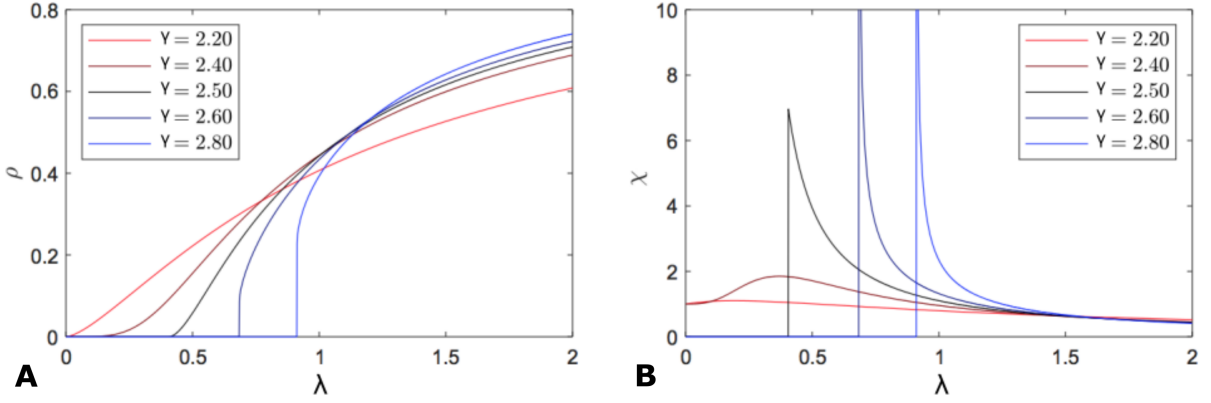 0.8
0.6
0.4
0.2
0
ρ
γ = 2.20
γ = 2.40
γ = 2.50
γ = 2.60
γ = 2.80
0 0.5 1 1.5 2
λ
A
10
8
6
4
2
0
χ
γ = 2.20
γ = 2.40
γ = 2.50
γ = 2.60
γ = 2.80
0 0.5 1 1.5 2
λ
B